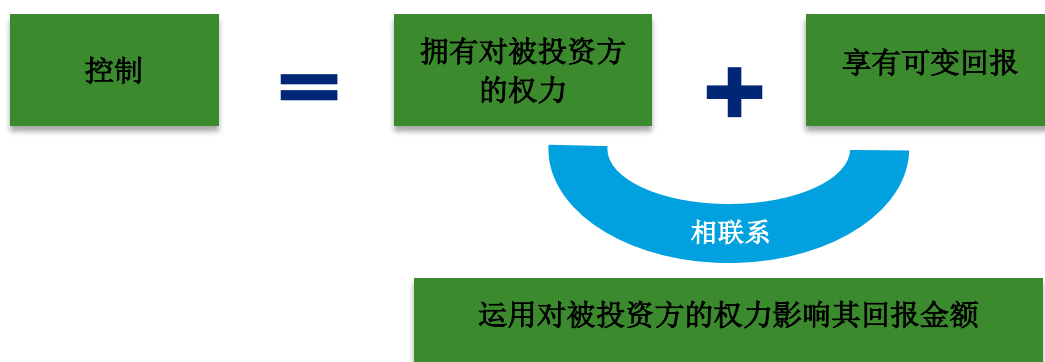 控制
=
拥有对被投资方
的权力
+
享有可变回报
相联系
运用对被投资方的权力影响其回报金额